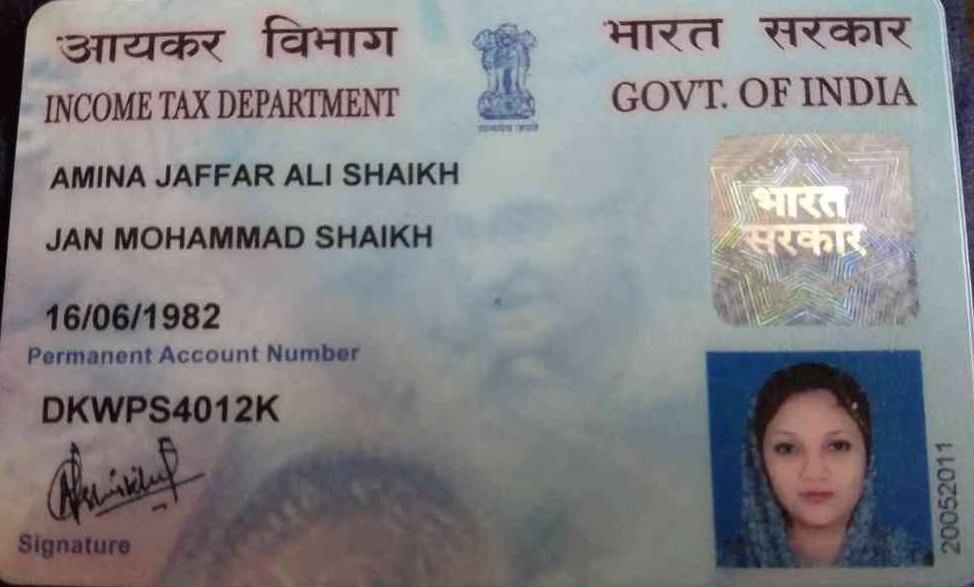 आयकर विभाग
INCOME TAX DEPARTMENT
भारत सरकार
GOVT. OF INDIA
सत्यमेव जयते
AMINA JAFFAR ALI SHAIKH
JAN MOHAMMAD SHAIKH
भारत
सरकार
16/06/1982
Permanent Account Number
DKWPS4012K
Signature
20052011